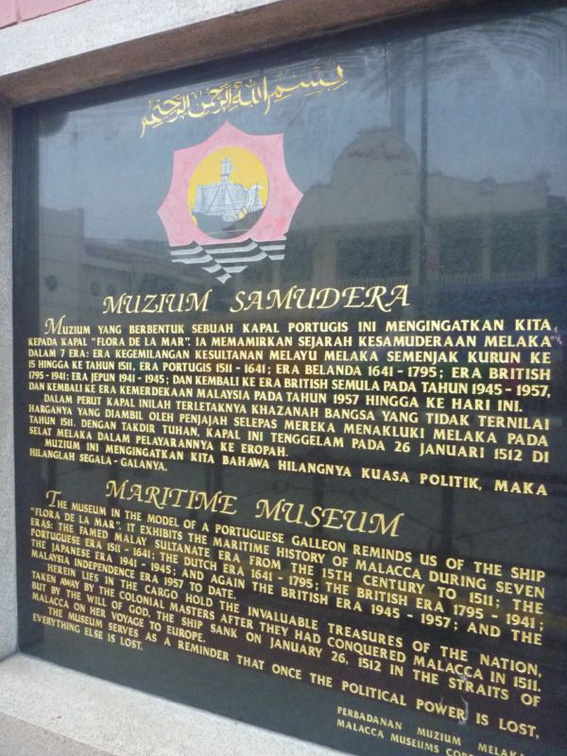 بسم الله الرحمن الرحيم
MUZIUM SAMUDERA
MUZIUM YANG BERBENTUK SEBUAH KAPAL PORTUGIS INI MENGINGATKAN KITA
KEPADA KAPAL "FLORA DE LA MAR". IA MEMAMIRKAN SEJARAH KESAMUDERAAN MELAKA
DALAM 7 ERA: ERA KEGEMILANGAN KESULTANAN MELAYU MELAKA SEMENJAK KURUN KE
15 HINGGA KE TAHUN 1511, ERA PORTUGIS 1511 - 1641; ERA BELANDA 1641 - 1795; ERA BRITISH
1795 - 1941; ERA JEPUN 1941 - 1945; DAN KEMBALI KE ERA BRITISH SEMULA PADA TAHUN 1945 - 1957,
DAN KEMBALI KE ERA KEMERDEKAAN MALAYSIA PADA TAHUN 1957 HINGGA KE HARI INI.
DALAM PERUT KAPAL INILAH TERLETAKNYA KHAZANAH BANGSA YANG TIDAK TERNILAI
HARGANYA YANG DIAMBIL OLEH PENJAJAH SELEPAS MEREKA MENAKLUKI MELAKA PADA
TAHUN 1511. DENGAN TAKDIR TUHAN, KAPAL INI TENGGELAM PADA 26 JANUARI 1512 DI
SELAT MELAKA DALAM PELAYARANNYA KE EROPAH.
MUZIUM INI MENGINGATKAN KITA BAHAWA HILANGNYA KUASA POLITIK, MAKA
HILANGLAH SEGALA - GALANYA.
MARITIME MUSEUM
THE MUSEUM IN THE MODEL OF A PORTUGUESE GALLEON REMINDS US OF THE SHIP
"FLORA DE LA MAR". IT EXHIBITS THE MARITIME HISTORY OF MALACCA DURING SEVEN
ERAS: THE FAMED MALAY SULTANATE ERA FROM THE 15TH CENTURY TO 1511; THE
PORTUGUESE ERA 1511 - 1641; THE DUTCH ERA 1641 - 1795; THE BRITISH ERA 1795 - 1941;
THE JAPANESE ERA 1941 - 1945; AND AGAIN THE BRITISH ERA 1945 - 1957; AND THE
MALAYSIA INDEPENDENCE ERA 1957 TO DATE.
HEREIN LIES IN THE CARGO HOLD THE INVALUABLE TREASURES OF THE NATION,
TAKEN AWAY BY THE COLONIAL MASTERS AFTER THEY HAD CONQUERED MALACCA IN 1511.
BUT BY THE WILL OF GOD, THE SHIP SANK ON JANUARY 26, 1512 IN THE STRAITS OF
MALACCA ON HER VOYAGE TO EUROPE.
THE MUSEUM SERVES AS A REMINDER THAT ONCE THE POLITICAL POWER IS LOST,
EVERYTHING ELSE IS LOST.
PERBADANAN MUZIUM MELAK
MALACCA MUSEUMS COR